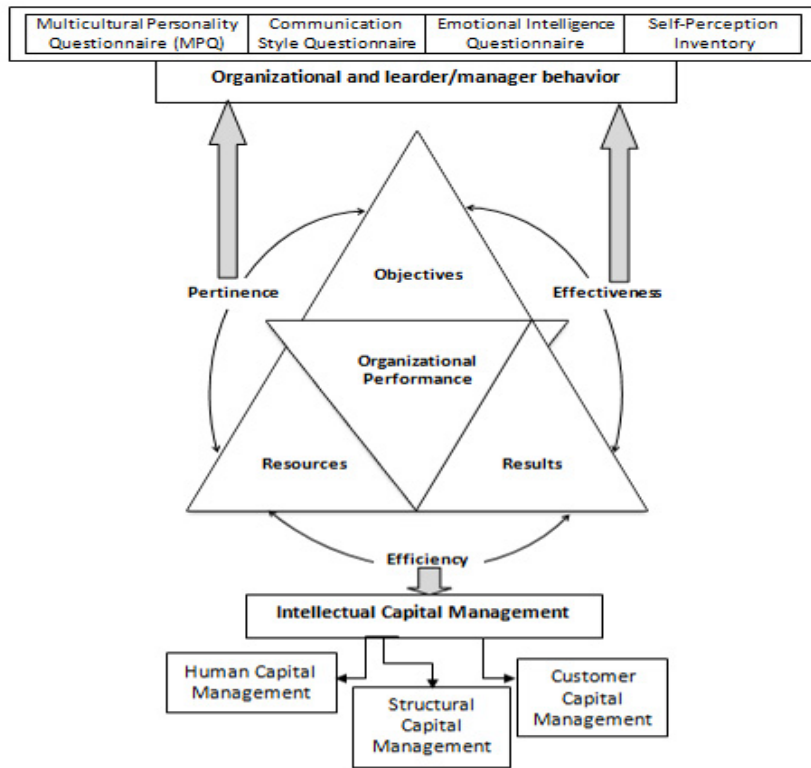 Multicultural Personality
Questionnaire (MPQ)
Communication
Style Questionnaire
Emotional Intelligence
Questionnaire
Self-Perception
Inventory
Organizational and learder/manager behavior
Objectives
Pertinence
Effectiveness
Organizational
Performance
Resources
Results
Efficiency
Intellectual Capital Management
Human Capital
Management
Structural
Capital
Management
Customer
Capital
Management